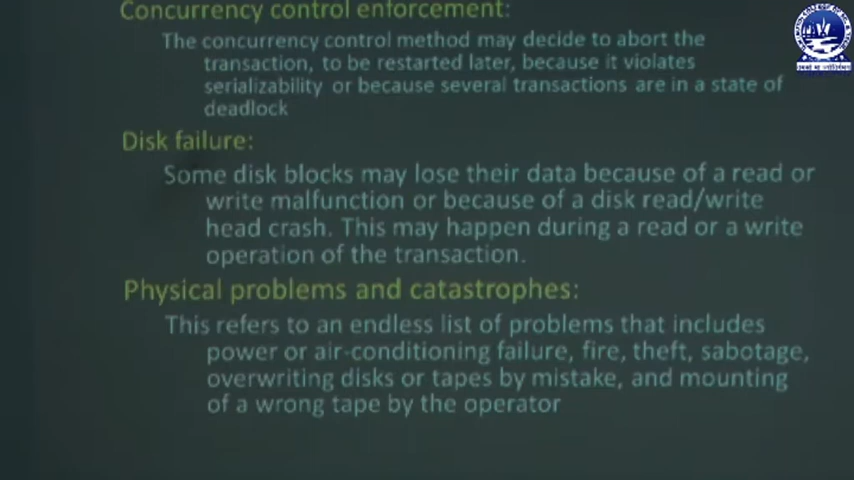 Concurrency control enforcement:
The concurrency control method may decide to abort the
transaction, to be restarted later, because it violates
serializability or because several transactions are in a state of
deadlock
Disk failure:
Some disk blocks may lose their data because of a read or
write malfunction or because of a disk read/write
head crash. This may happen during a read or a write
operation of the transaction.
Physical problems and catastrophes:
This refers to an endless list of problems that includes
power or air-conditioning failure, fire, theft, sabotage,
overwriting disks or tapes by mistake, and mounting
of a wrong tape by the operator